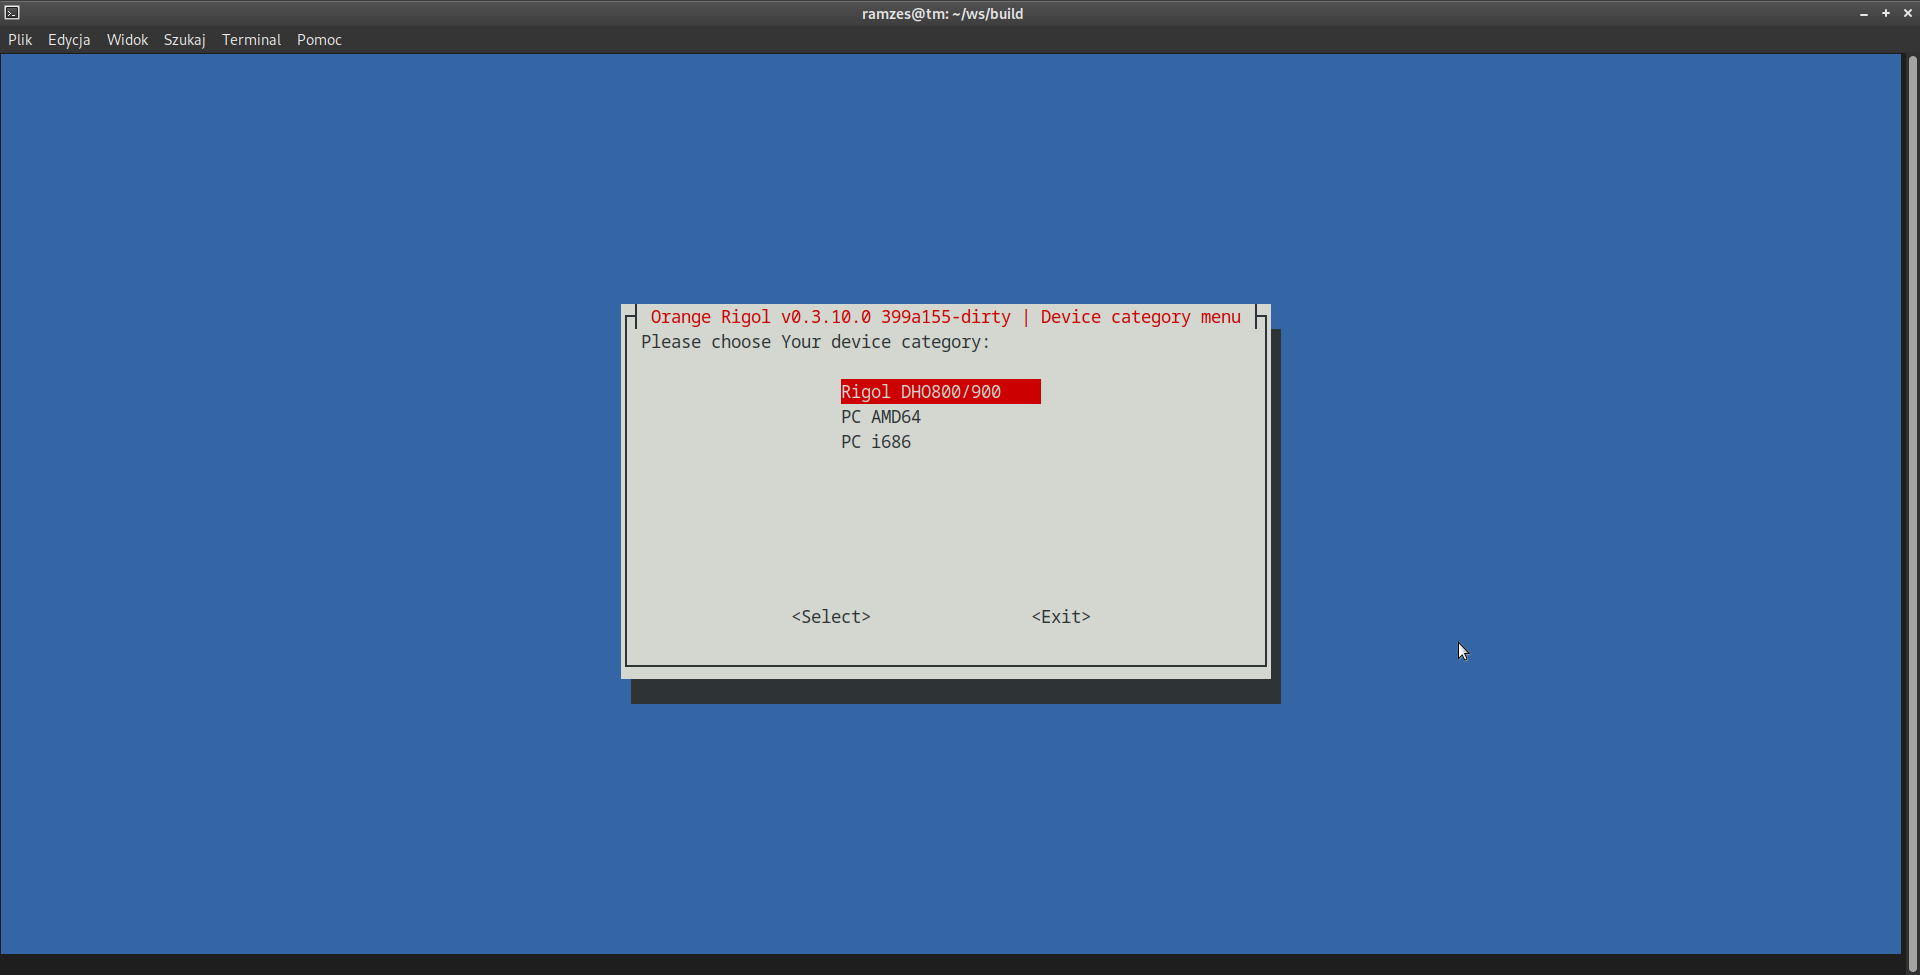 ramzes@tm: ~/ws/build
Plik Edycja Widok Szukaj Terminal Pomoc
Orange Rigol v0.3.10.0 399a155-dirty | Device category menu
Please choose Your device category:
Rigol DHO800/900
PC AMD64
PC i686
<Select> <Exit>